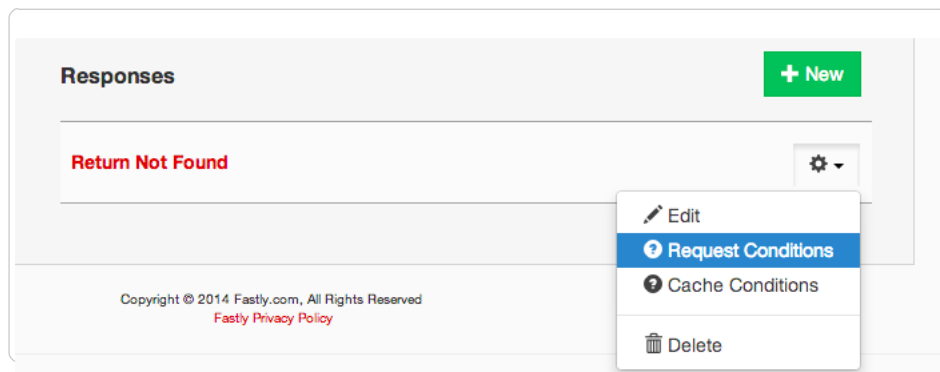 Responses
+ New
Return Not Found
Edit
Request Conditions
Cache Conditions
Delete
Copyright © 2014 Fastly.com, All Rights Reserved
Fastly Privacy Policy